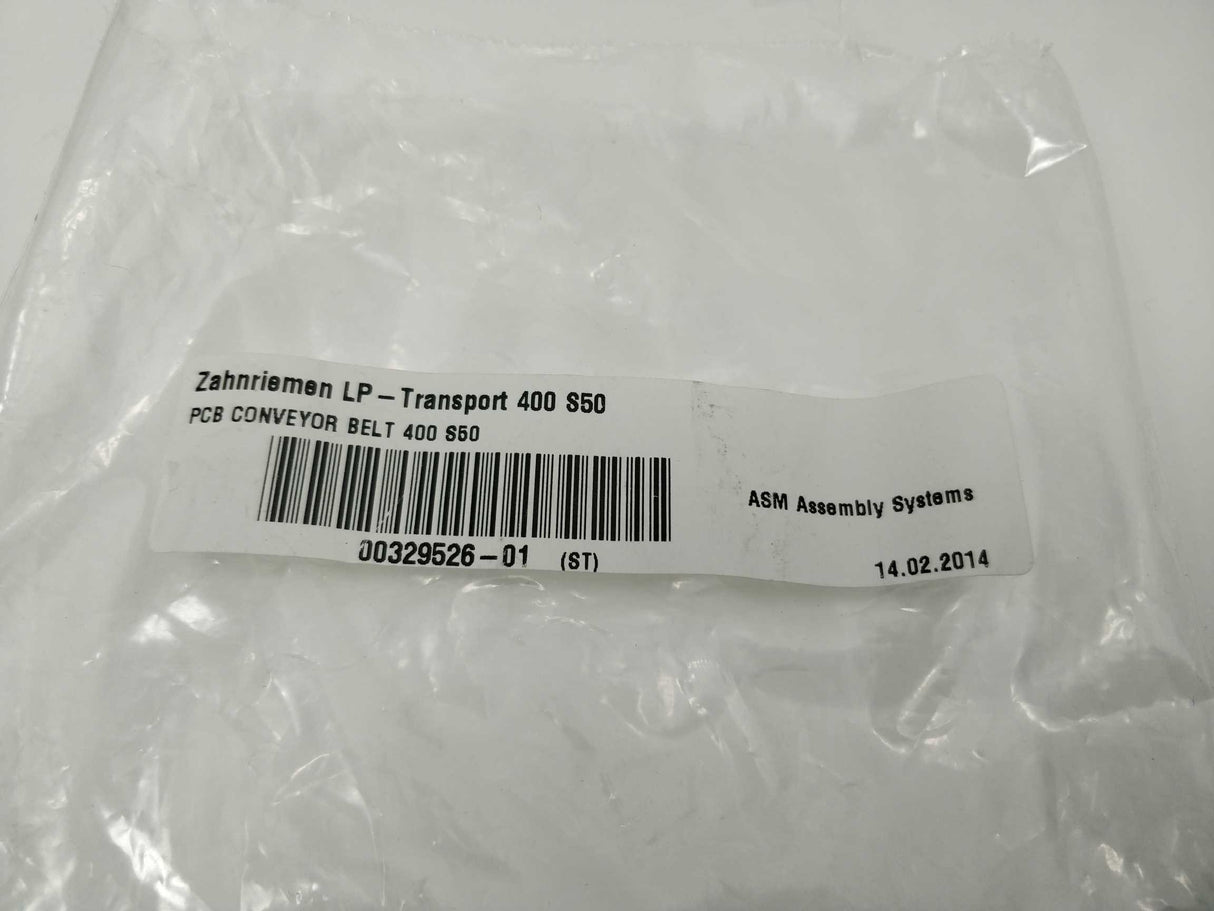 Zahnriemen LP – Transport 400 S50
PCB CONVEYOR BELT 400 S50
00329526 – 01 (ST)
ASM Assembly Systems
14.02.2014